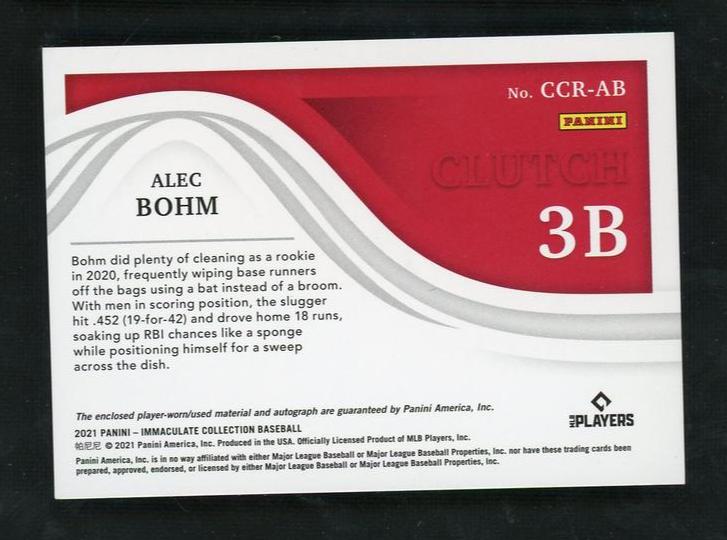 No. CCR-AB
PANINI
CLUTCH
3B
ALEC
BOHM
Bohm did plenty of cleaning as a rookie
in 2020, frequently wiping base runners
off the bags using a bat instead of a broom.
With men in scoring position, the slugger
hit .452 (19-for-42) and drove home 18 runs,
soaking up RBI chances like a sponge
while positioning himself for a sweep
across the dish.
The enclosed player-worn/used material and autograph are guaranteed by Panini America, Inc.
2021 PANINI – IMMACULATE COLLECTION BASEBALL
帕尼尼 © 2021 Panini America, Inc. Produced in the USA. Officially Licensed Product of MLB Players, Inc.
Panini America, Inc. is in no way affiliated with either Major League Baseball or Major League Baseball Properties, Inc. nor have these trading cards been
prepared, approved, endorsed, or licensed by either Major League Baseball or Major League Baseball Properties, Inc.
MLB PLAYERS